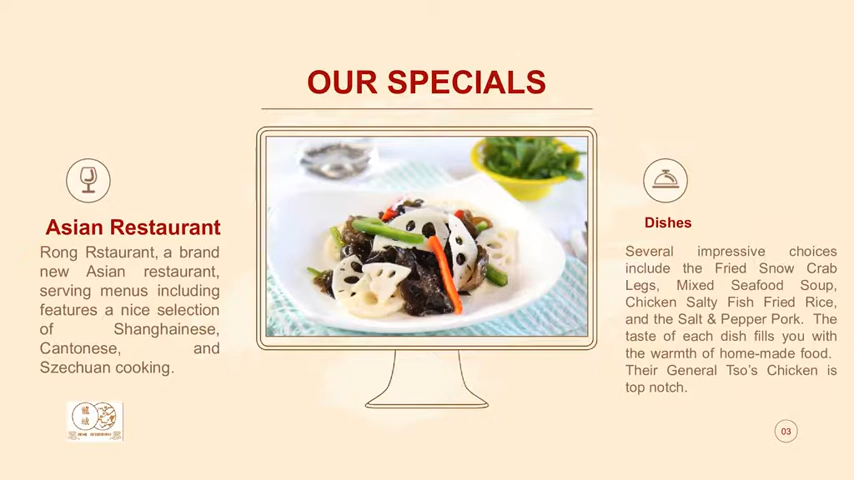 OUR SPECIALS
Asian Restaurant
Rong Rstaurant, a brand
new Asian restaurant,
serving menus including
features a nice selection
of Shanghainese,
Cantonese, and
Szechuan cooking.
Dishes
Several impressive choices
include the Fried Snow Crab
Legs, Mixed Seafood Soup,
Chicken Salty Fish Fried Rice,
and the Salt & Pepper Pork. The
taste of each dish fills you with
the warmth of home-made food.
Their General Tso's Chicken is
top notch.
03